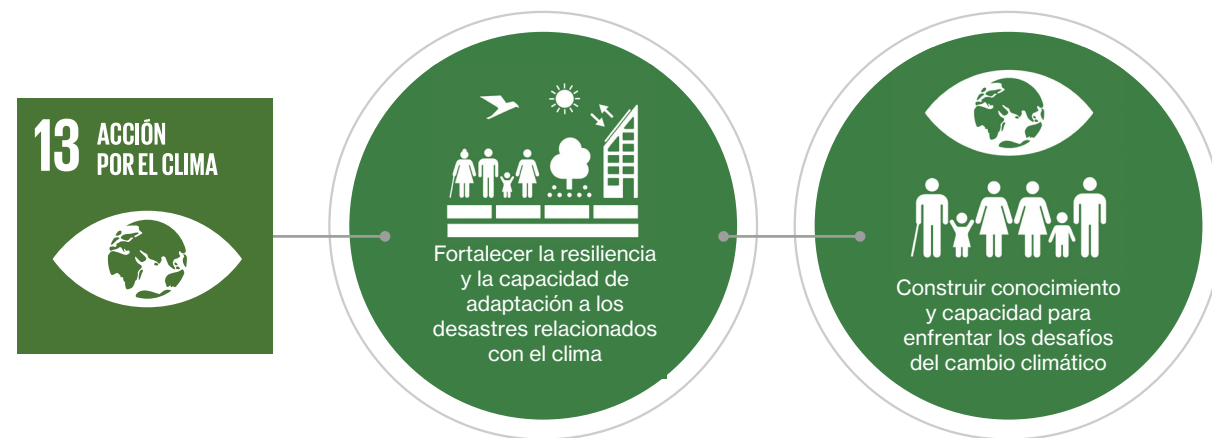 13 ACCIÓN
POR EL CLIMA
Fortalecer la resiliencia
y la capacidad de
adaptación a los
desastres relacionados
con el clima
Construir conocimiento
y capacidad para
enfrentar los desafíos
del cambio climático